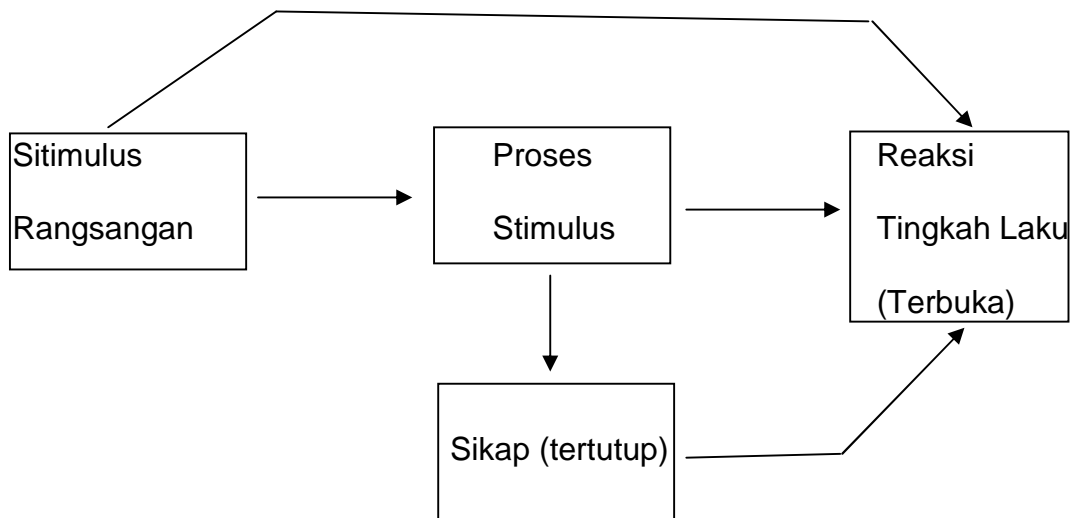 Sitimulus
Rangsangan
Proses
Stimulus
Reaksi
Tingkah Laku
(Terbuka)
Sikap (tertutup)